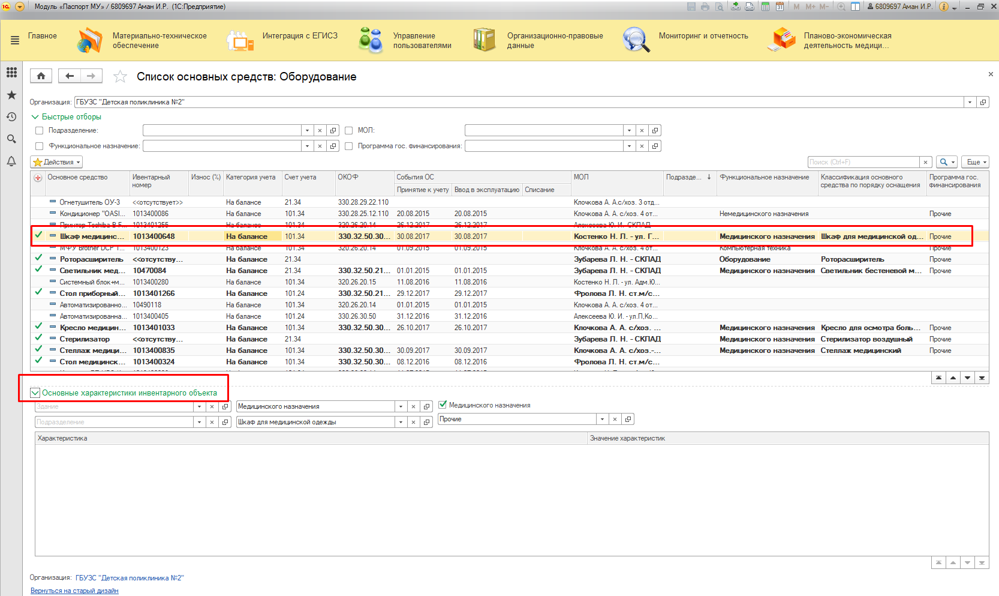 Модуль «Паспорт МУ» / 6809697 Аман И.Р. (1С:Предприятие)
M M+ M-
6809697 Аман И.Р.
Главное
Материально-техническое обеспечение
Интеграция с ЕГИСЗ
Управление пользователями
Организационно-правовые данные
Мониторинг и отчетность
Планово-экономическая деятельность медици...
Список основных средств: Оборудование
Организация: ГБУЗС "Детская поликлиника №2"
Быстрые отборы
Подразделение: МОЛ:
Функциональное назначение: Программа гос. финансирования:
Действия Поиск (Ctrl+F) Еще
Основное средство Инвентарный номер Износ (%) Категория учета Счет учета ОКОФ События ОС МОЛ Подразде... Функциональное назначение Классификация основного средства по порядку оснащения Программа гос. финансирования
Принятие к учету Ввод в эксплуатацию Списание
Огнетушитель ОУ-3 <<отсутствует>> На балансе 21.34 330.28.29.22.110 Клочкова А. А.с/хоз. 3 отд...
Кондиционер "OASI... 1013400086 На балансе 101.34 330.28.25.12.110 20.08.2015 20.08.2015 Клочкова А. А. с/хоз. 4 от... Немедицинского назначения Прочие
Принтер Toshiba B-F... 1013401255 На балансе 101.34 320.26.20.14 26.12.2017 26.12.2017 Алексеева Ю. И.-СКЛАД
Шкаф медицинс... 1013400648 На балансе 101.34 330.32.50.30... 30.08.2017 30.08.2017 Костенко Н. Л. - ул. Г... Медицинского назначения Шкаф для медицинской од... Прочие
МФУ Brother DCP 1... 1013400123 На балансе 101.34 320.26.20.14 01.09.2015 01.09.2015 Клочкова А. А. с/хоз. 4 от... Компьютерная техника Прочие
Роторасширитель <<отсутству... На балансе 21.34 Зубарева Л. Н. - СКЛАД Оборудование Роторасширитель Прочие
Светильник мед... 10470084 На балансе 21.34 330.32.50.21... 01.01.2015 01.01.2015 Зубарева Л. Н. - СКЛАД Медицинского назначения Светильник бестеневой м... Прочие
Системный блок+м... 1013400280 На балансе 101.34 320.26.20.15 11.08.2016 11.08.2016 Костенко Н. Л. - ул. Адм.Ю...
Стол приборный... 1013401266 На балансе 101.24 330.32.50.21... 29.12.2017 29.12.2017 Фролова Л. Н. ст.м/с...
Автоматизированно... 10490118 На балансе 101.34 320.26.20.14 01.01.2015 01.01.2015 Клочкова А. А. с/хоз. 4 от...
Автоматизированна... 1013400405 На балансе 101.24 330.26.30.50 31.12.2016 31.12.2016 Алексеева Ю. И. - ул.П,Ко...
Кресло медицин... 1013401033 На балансе 101.34 330.32.50.30... 26.10.2017 26.10.2017 Клочкова А. А. с/хоз. ... Медицинского назначения Кресло для осмотра боль... Прочие
Стерилизатор <<отсутству... На балансе 21.34 Зубарева Л. Н. - СКЛАД Медицинского назначения Стерилизатор воздушный Прочие
Стеллаж медици... 1013400835 На балансе 101.34 330.32.50.30... 30.09.2017 30.09.2017 Клочкова А. А. с/хоз.-... Медицинского назначения Стеллаж медицинский Прочие
Стол медицинск... 1013400324 На балансе 101.34 330.32.50.30... 08.12.2016 08.12.2016 Фролова Л. Н. ст.м/с...
Основные характеристики инвентарного объекта
Здание Медицинского назначения Медицинского назначения
Подразделение Шкаф для медицинской одежды Прочие
Характеристика Значение характеристик
Организация: ГБУЗС "Детская поликлиника №2"
Вернуться на старый дизайн